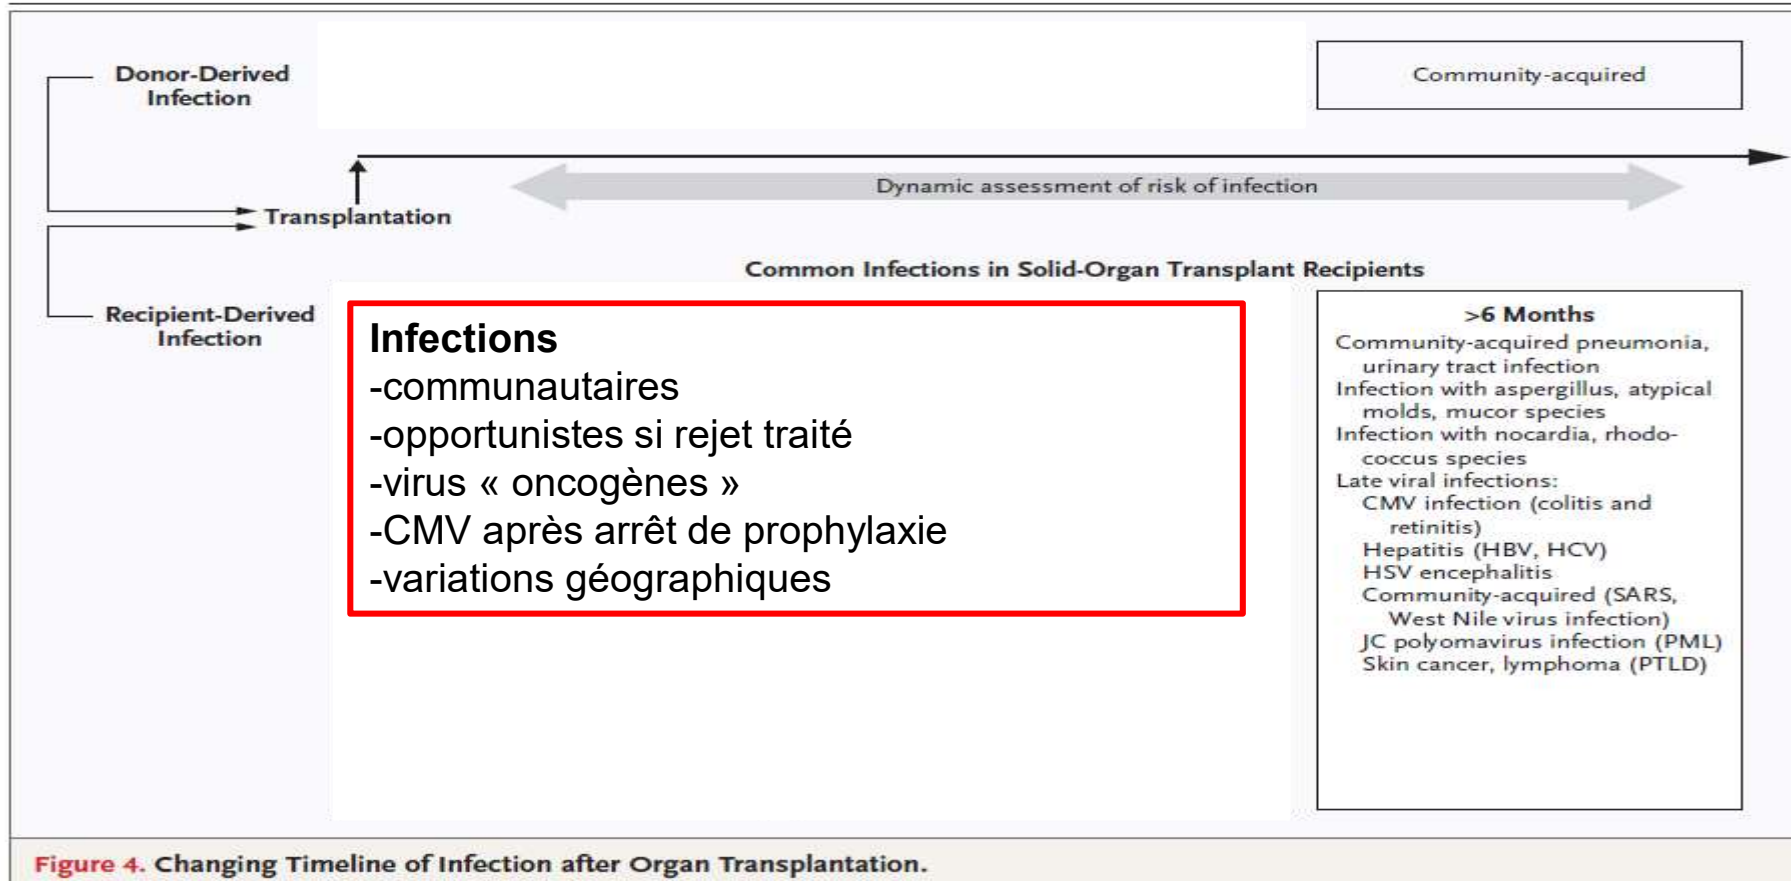 Donor-Derived
Infection
Community-acquired
Dynamic assessment of risk of infection
Transplantation
Common Infections in Solid-Organ Transplant Recipients
Recipient-Derived
Infection
Infections
-communautaires
-opportunistes si rejet traité
-virus « oncogènes »
-CMV après arrêt de prophylaxie
-variations géographiques
>6 Months
Community-acquired pneumonia,
urinary tract infection
Infection with aspergillus, atypical
molds, mucor species
Infection with nocardia, rhodo-
coccus species
Late viral infections:
CMV infection (colitis and
retinitis)
Hepatitis (HBV, HCV)
HSV encephalitis
Community-acquired (SARS,
West Nile virus infection)
JC polyomavirus infection (PML)
Skin cancer, lymphoma (PTLD)
Figure 4. Changing Timeline of Infection after Organ Transplantation.